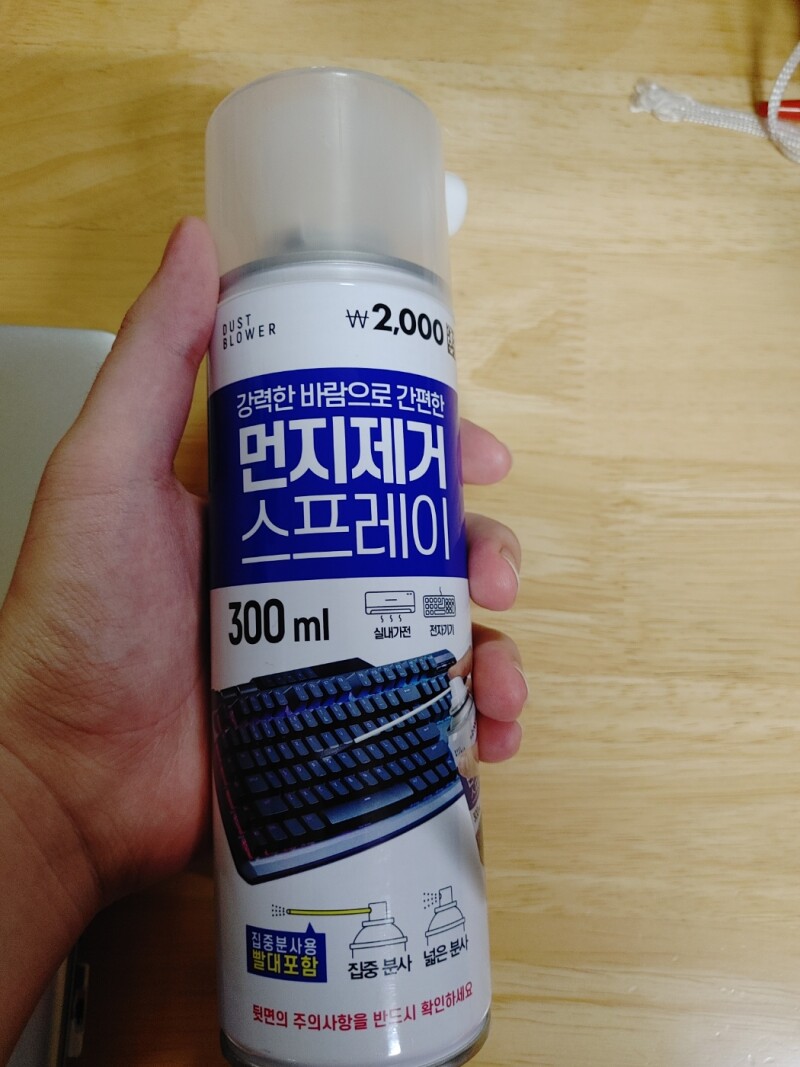 DUST
BLOWER
₩2,000
강력한 바람으로 간편한
먼지제거
스프레이
300 ml
실내가전
전자기기
집중분사용
빨대포함
집중 분사
넓은 분사
뒷면의 주의사항을 반드시 확인하세요